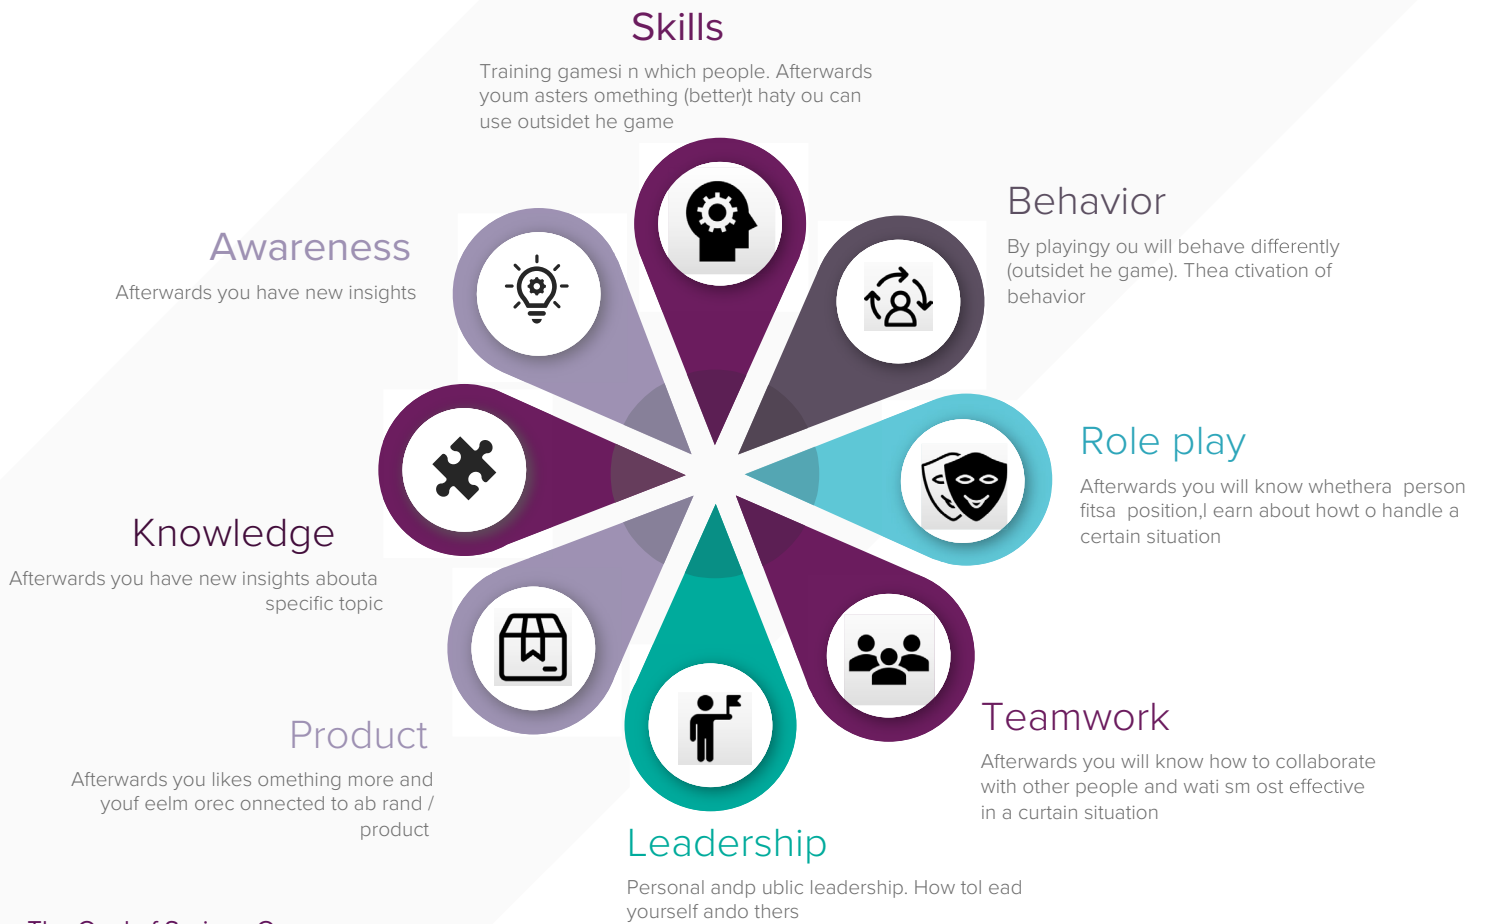 Skills
Training gamesi n which people. Afterwards
youm asters omething (better)t haty ou can
use outsidet he game
Behavior
By playingy ou will behave differently
(outsidet he game). Thea ctivation of
behavior
Awareness
Afterwards you have new insights
Role play
Afterwards you will know whethera person
fitsa position,l earn about howt o handle a
certain situation
Knowledge
Afterwards you have new insights abouta
specific topic
Teamwork
Afterwards you will know how to collaborate
with other people and wati sm ost effective
in a curtain situation
Product
Afterwards you likes omething more and
youf eelm orec onnected to ab rand /
product
Leadership
Personal andp ublic leadership. How tol ead
yourself ando thers